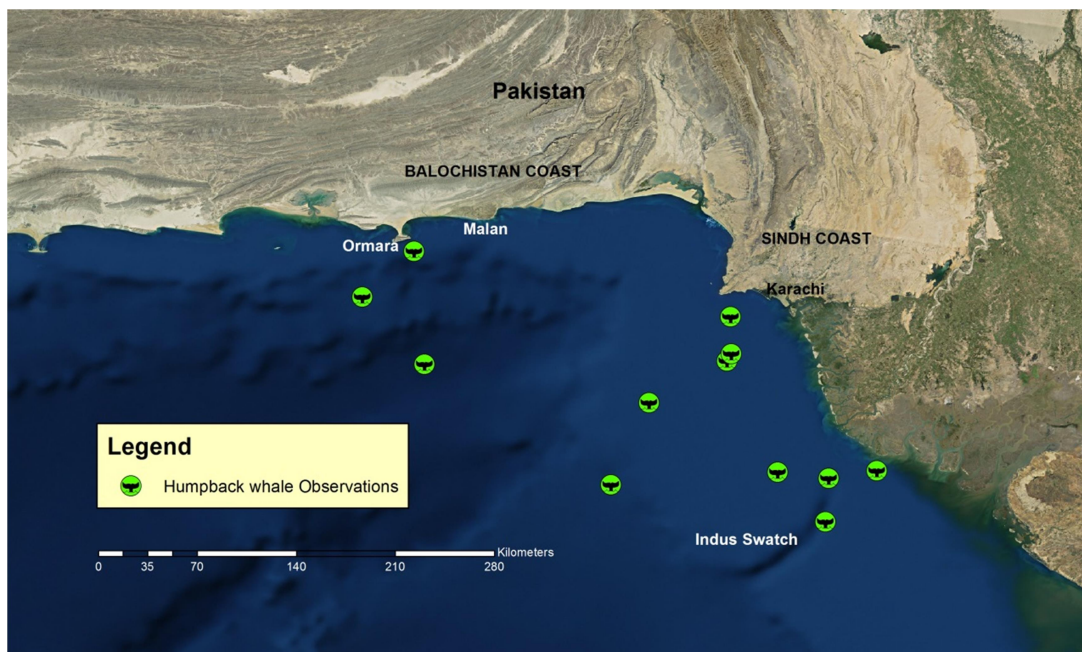 Pakistan
BALOCHISTAN COAST
Malan
Ormara
SINDH COAST
Karachi
Legend
Humpback whale Observations
Indus Swatch
Kilometers
0 35 70 140 210 280